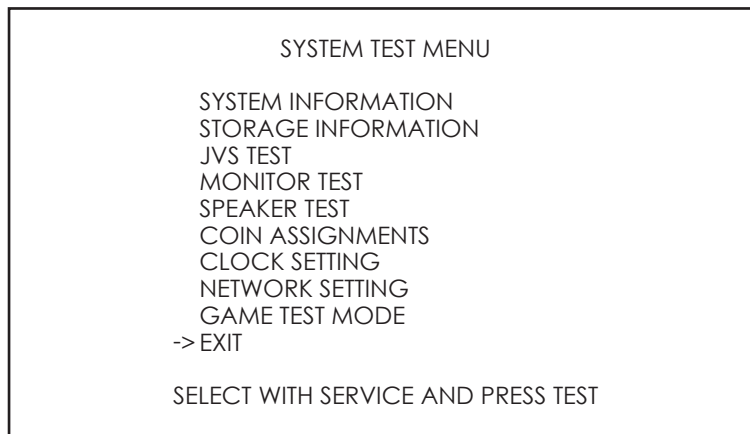 SYSTEM TEST MENU
SYSTEM INFORMATION
STORAGE INFORMATION
JVS TEST
MONITOR TEST
SPEAKER TEST
COIN ASSIGNMENTS
CLOCK SETTING
NETWORK SETTING
GAME TEST MODE
-> EXIT
SELECT WITH SERVICE AND PRESS TEST